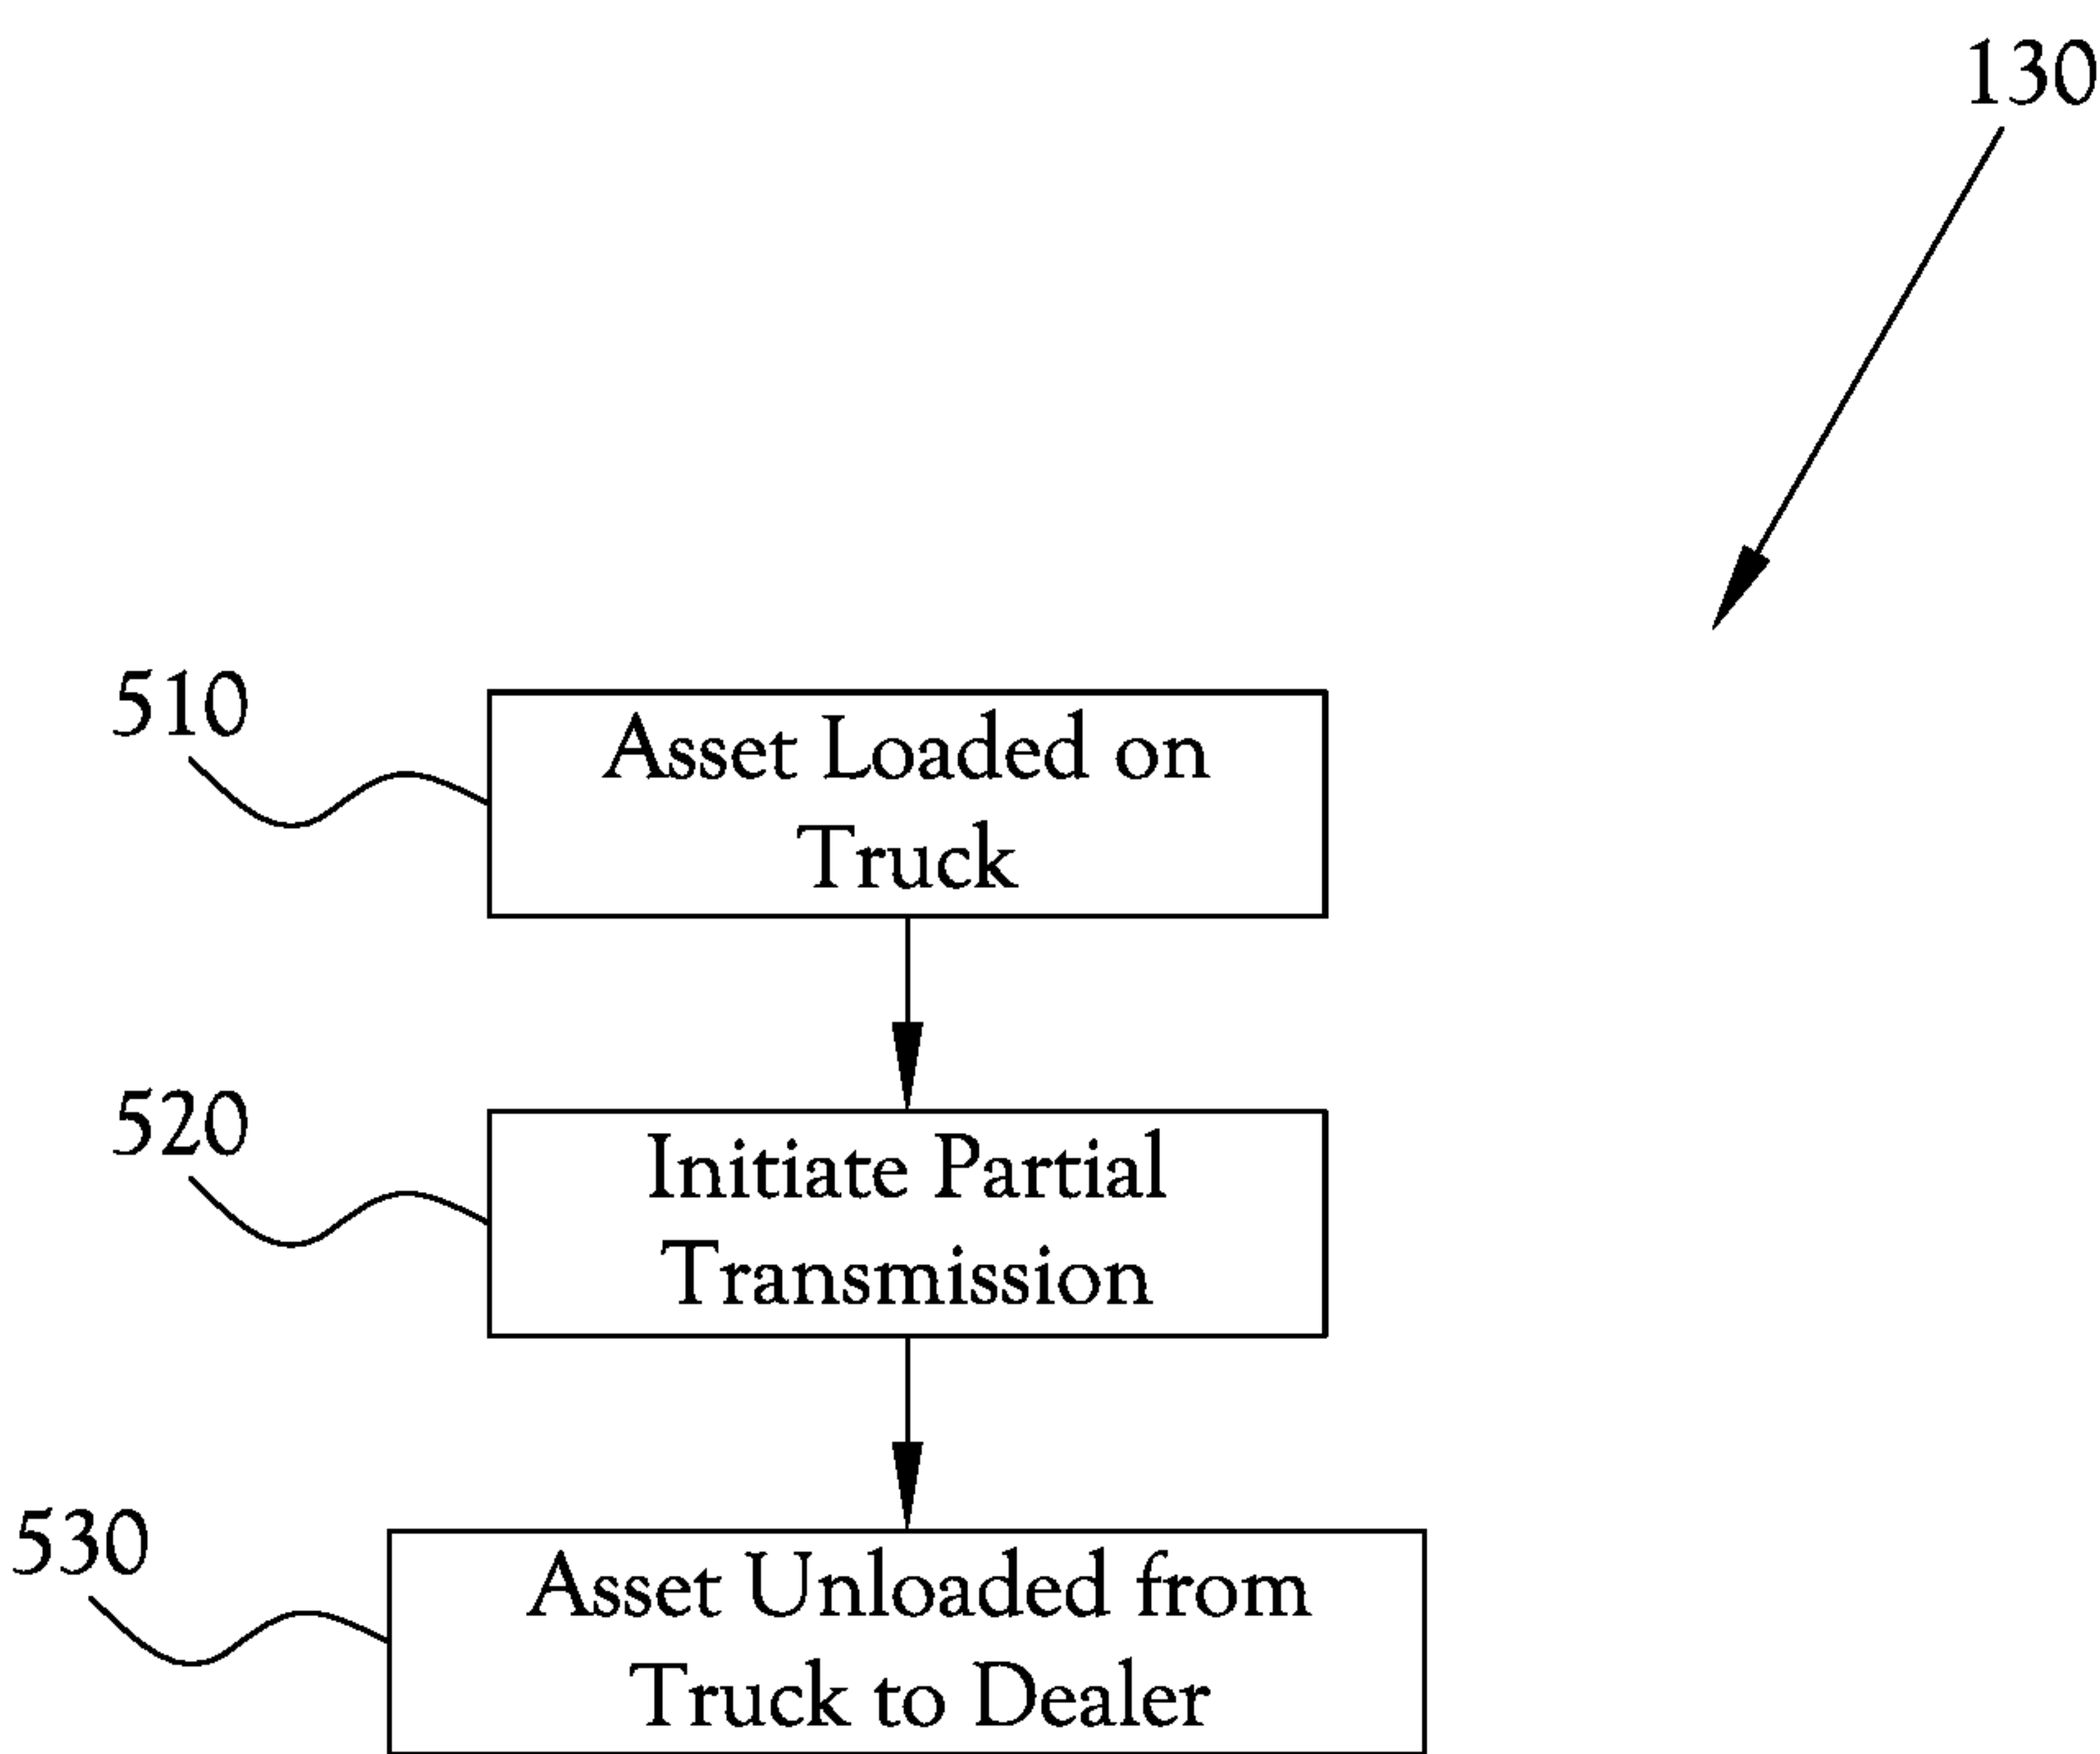 130
510
Asset Loaded on
Truck
520
Initiate Partial
Transmission
530
Asset Unloaded from
Truck to Dealer